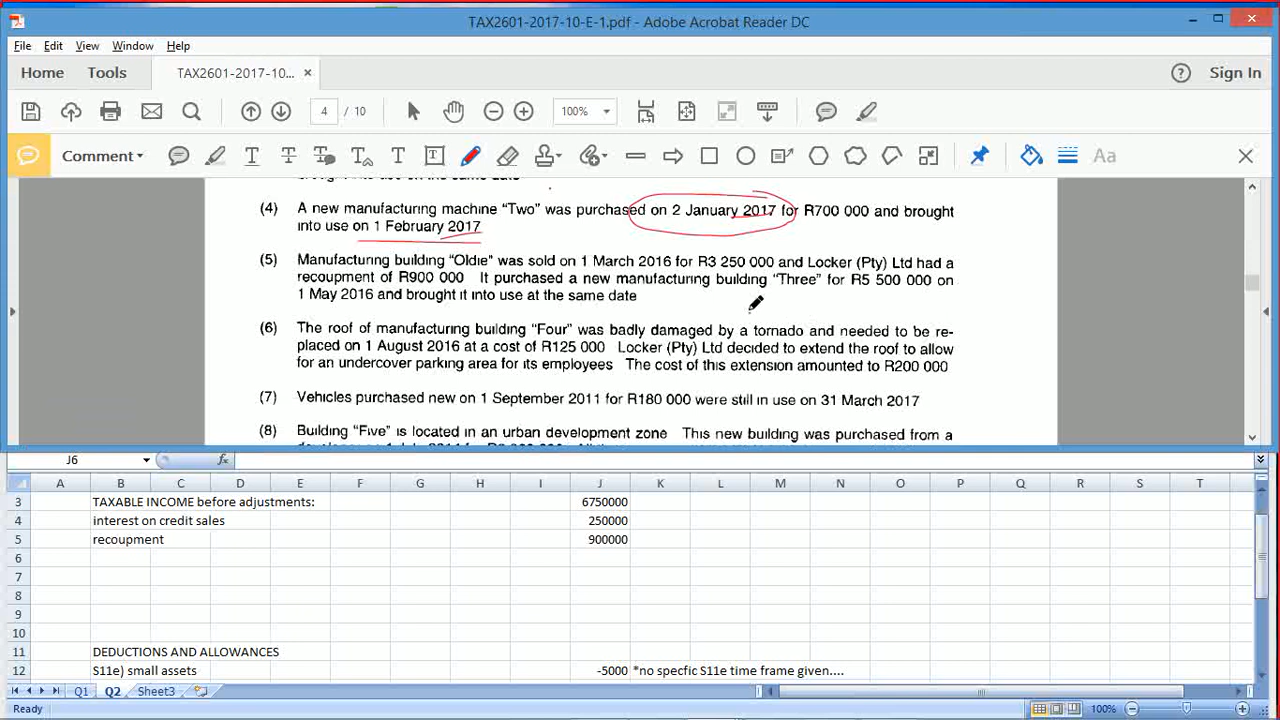 TAX2601-2017-10-E-1.pdf - Adobe Acrobat Reader DC
File Edit View Window Help
Home Tools TAX2601-2017-10... × Sign In
4 / 10 100%
Comment
Aa
(4) A new manufacturing machine “Two” was purchased on 2 January 2017 for R700 000 and brought
into use on 1 February 2017
(5) Manufacturing building “Oldie” was sold on 1 March 2016 for R3 250 000 and Locker (Pty) Ltd had a
recoupment of R900 000 It purchased a new manufacturing building “Three” for R5 500 000 on
1 May 2016 and brought it into use at the same date
(6) The roof of manufacturing building “Four” was badly damaged by a tornado and needed to be re-
placed on 1 August 2016 at a cost of R125 000 Locker (Pty) Ltd decided to extend the roof to allow
for an undercover parking area for its employees The cost of this extension amounted to R200 000
(7) Vehicles purchased new on 1 September 2011 for R180 000 were still in use on 31 March 2017
(8) Building “Five” is located in an urban development zone This new building was purchased from a
J6 fx
A B C D E F G H I J K L M N O P Q R S T
3 TAXABLE INCOME before adjustments: 6750000
4 interest on credit sales 250000
5 recoupment 900000
6
7
8
9
10
11 DEDUCTIONS AND ALLOWANCES
12 S11e) small assets -5000 *no specfic S11e time frame given....
Q1 Q2 Sheet3
Ready 100%